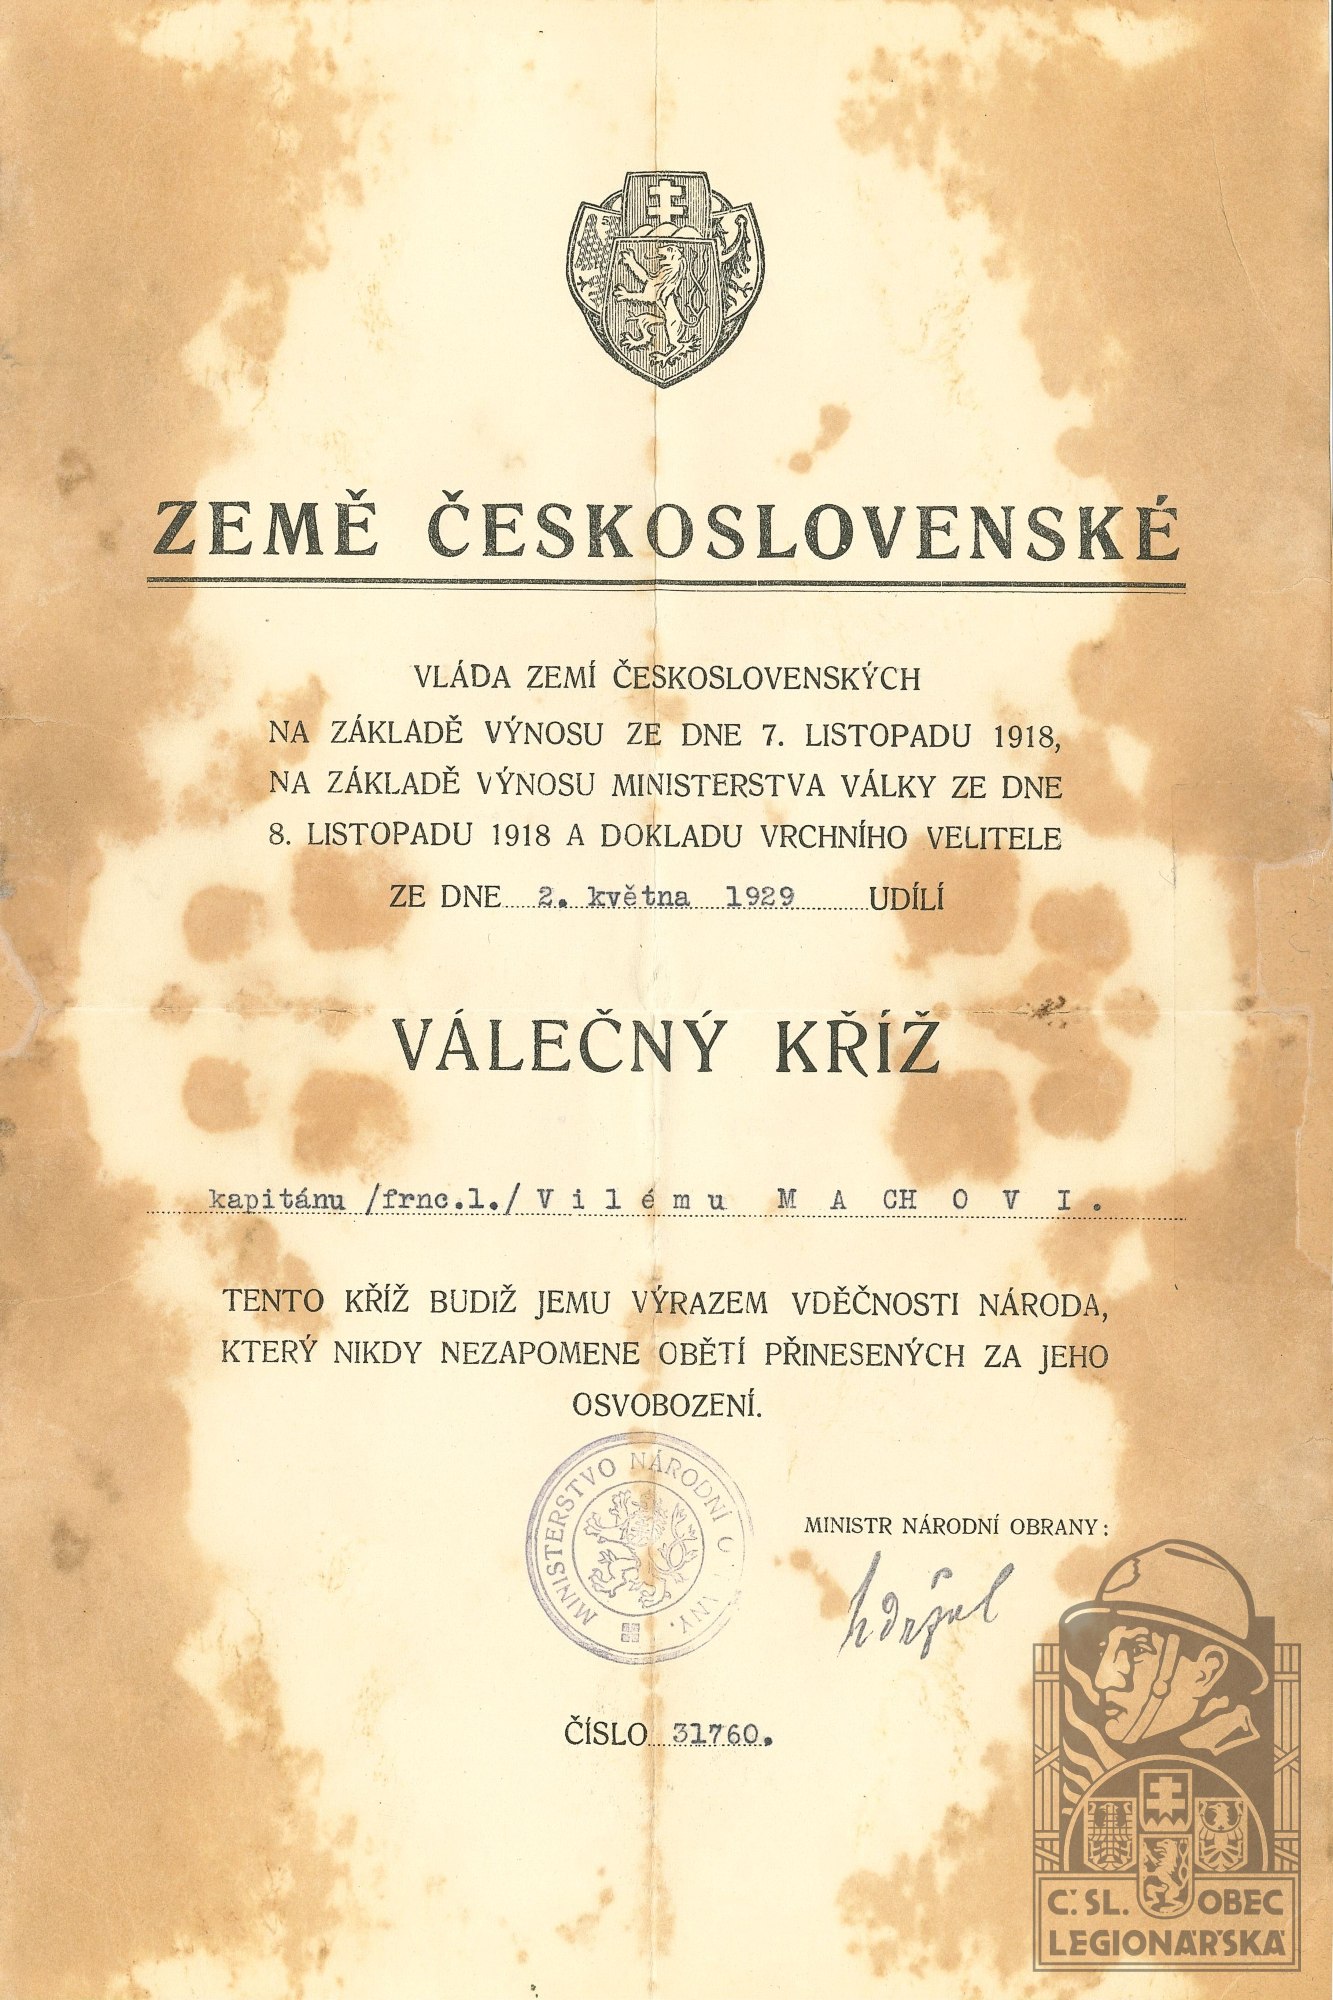 ZEMĚ ČESKOSLOVENSKÉ
VLÁDA ZEMÍ ČESKOSLOVENSKÝCH
NA ZÁKLADĚ VÝNOSU ZE DNE 7. LISTOPADU 1918,
NA ZÁKLADĚ VÝNOSU MINISTERSTVA VÁLKY ZE DNE
8. LISTOPADU 1918 A DOKLADU VRCHNÍHO VELITELE
ZE DNE 2. května 1929 UDÍLÍ
VÁLEČNÝ KŘÍŽ
kapitánu /frnc.l./ V i l é m u M A CH O V I .
TENTO KŘÍŽ BUDIŽ JEMU VÝRAZEM VDĚČNOSTI NÁRODA,
KTERÝ NIKDY NEZAPOMENE OBĚTÍ PŘINESENÝCH ZA JEHO
OSVOBOZENÍ.
MINISTERSTVO NÁRODNÍ
MINISTR NÁRODNÍ OBRANY:
ČÍSLO 31760.
Č.SL. OBEC
LEGIONÁŘSKÁ